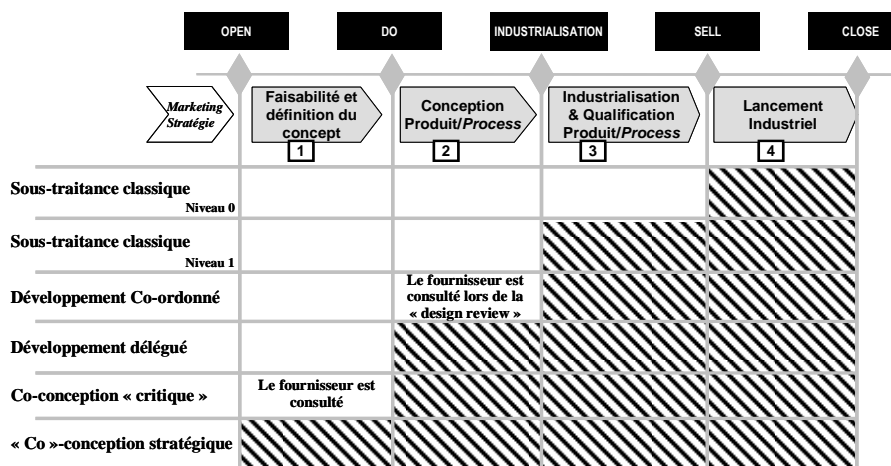 OPEN
DO
INDUSTRIALISATION
SELL
CLOSE
Marketing
Stratégie
Faisabilité et
définition du
concept
1
Conception
Produit/Process
2
Industrialisation
& Qualification
Produit/Process
3
Lancement
Industriel
4
Sous-traitance classique
Niveau 0
Sous-traitance classique
Niveau 1
Développement Co-ordonné
Le fournisseur est
consulté lors de la
« design review »
Développement délégué
Co-conception « critique »
Le fournisseur est
consulté
« Co »-conception stratégique